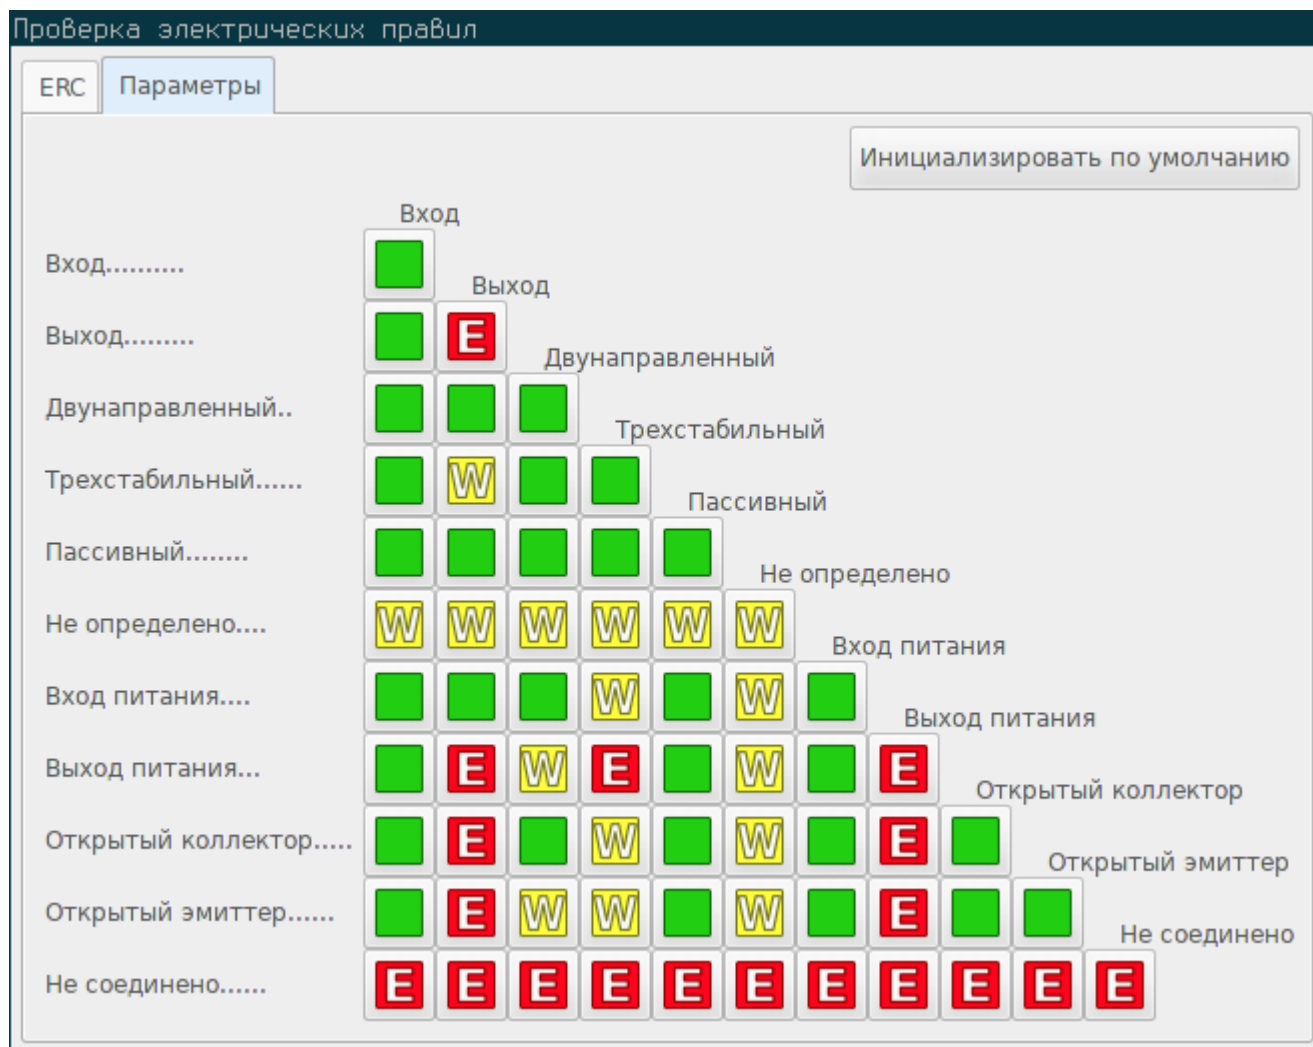 Проверка электрических правил
ERC Параметры
Инициализировать по умолчанию
Вход
Вход..........
Выход
Выход......... E
Двунаправленный
Двунаправленный..
Трехстабильный
Трехстабильный...... W
Пассивный
Пассивный........
Не определено
Не определено.... W W W W W W
Вход питания
Вход питания.... W W
Выход питания
Выход питания... E W E W E
Открытый коллектор
Открытый коллектор..... E W W E
Открытый эмиттер
Открытый эмиттер...... E W W W E
Не соединено
Не соединено...... E E E E E E E E E E E